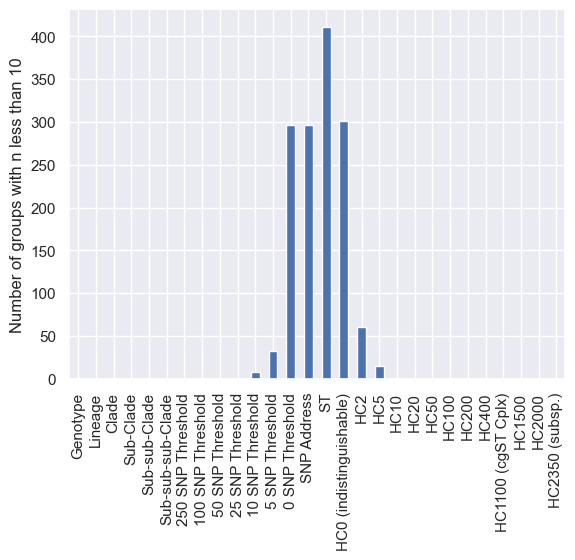 Number of groups with n less than 10
400
350
300
250
200
150
100
50
0
Genotype
Lineage
Clade
Sub-Clade
Sub-sub-Clade
Sub-sub-sub-Clade
250 SNP Threshold
100 SNP Threshold
50 SNP Threshold
25 SNP Threshold
10 SNP Threshold
5 SNP Threshold
0 SNP Threshold
SNP Address
ST
HC0 (indistinguishable)
HC2
HC5
HC10
HC20
HC50
HC100
HC200
HC400
HC1100 (cgST Cplx)
HC1500
HC2000
HC2350 (subsp.)